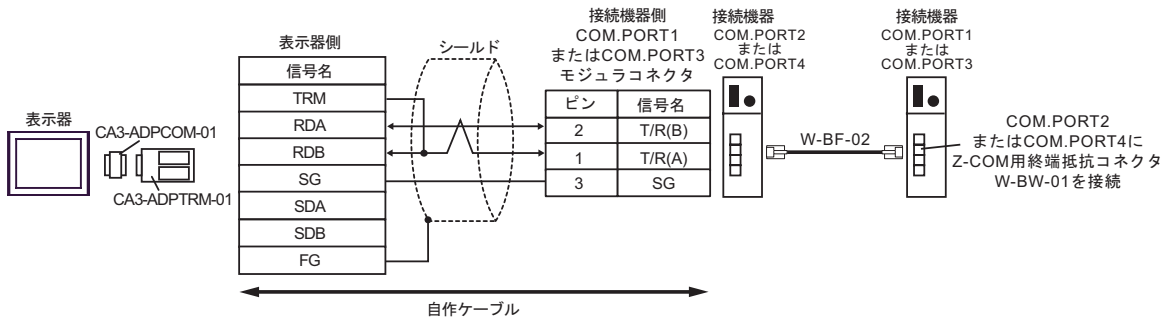 表示器
CA3-ADPCOM-01
CA3-ADPTRM-01
表示器側
信号名
TRM
RDA
RDB
SG
SDA
SDB
FG
シールド
接続機器側
COM.PORT1
またはCOM.PORT3
モジュラコネクタ
ピン 信号名
2 T/R(B)
1 T/R(A)
3 SG
自作ケーブル
接続機器
COM.PORT2
または
COM.PORT4
W-BF-02
接続機器
COM.PORT1
または
COM.PORT3
COM.PORT2
またはCOM.PORT4に
Z-COM用終端抵抗コネクタ
W-BW-01を接続